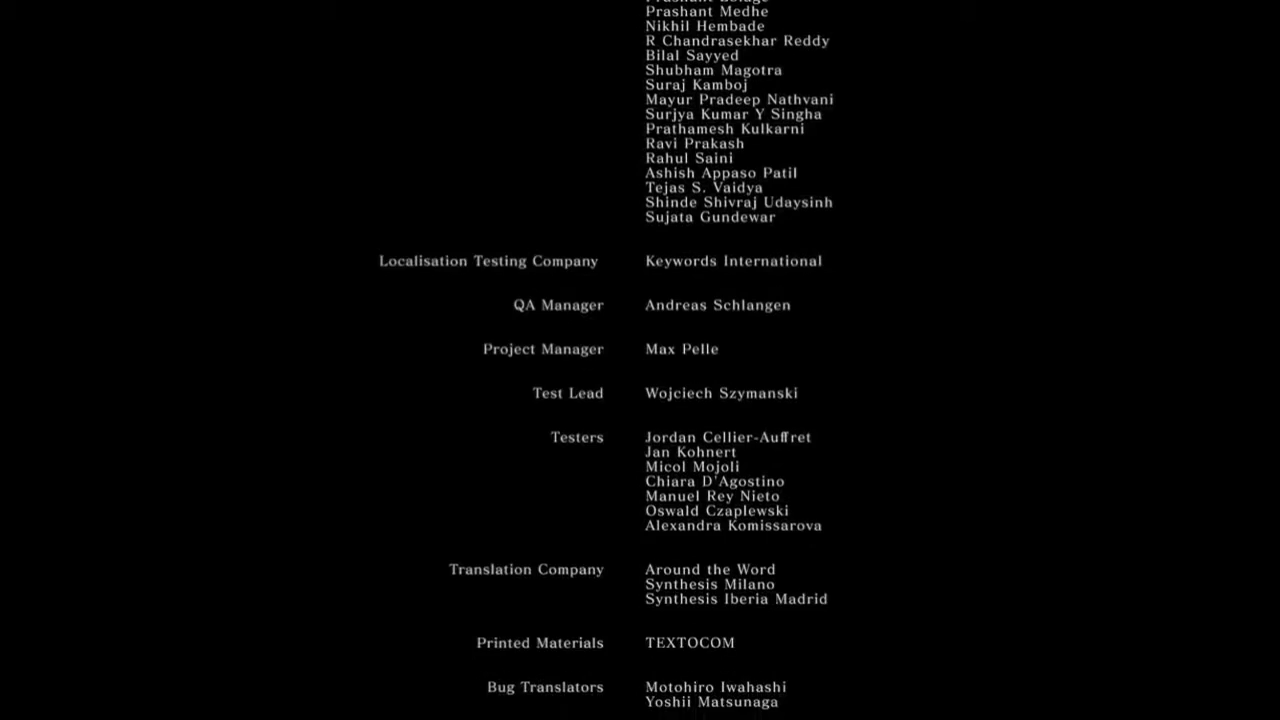 Prashant Medhe
Nikhil Hembade
R Chandrasekhar Reddy
Bilal Sayyed
Shubham Magotra
Suraj Kamboj
Mayur Pradeep Nathvani
Surjya Kumar Y Singha
Prathamesh Kulkarni
Ravi Prakash
Rahul Saini
Ashish Appaso Patil
Tejas S. Vaidya
Shinde Shivraj Udaysinh
Sujata Gundewar
Localisation Testing Company Keywords International
QA Manager Andreas Schlangen
Project Manager Max Pelle
Test Lead Wojciech Szymanski
Testers Jordan Cellier-Auffret
Jan Kohnert
Micol Mojoli
Chiara D'Agostino
Manuel Rey Nieto
Oswald Czaplewski
Alexandra Komissarova
Translation Company Around the Word
Synthesis Milano
Synthesis Iberia Madrid
Printed Materials TEXTOCOM
Bug Translators Motohiro Iwahashi
Yoshii Matsunaga